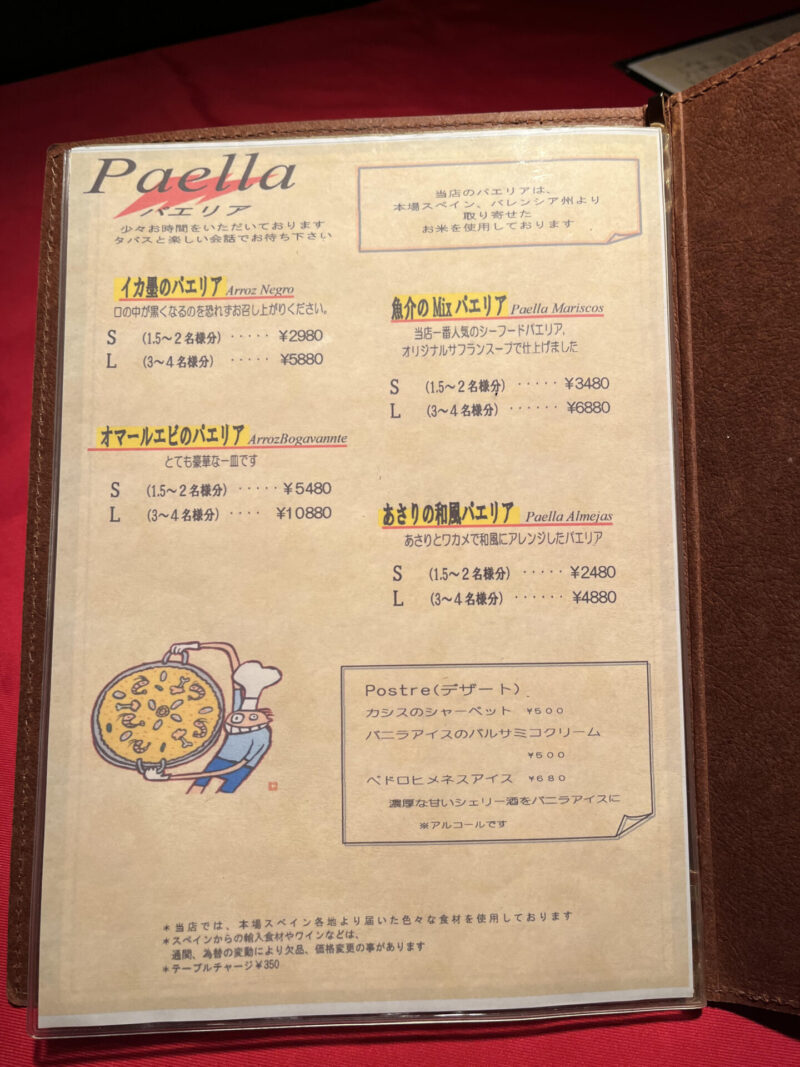 Paella
パエリア
少々お時間をいただいております
タパスと楽しい会話でお待ち下さい
当店のパエリアは、
本場スペイン、バレンシア州より
取り寄せた
お米を使用しております
イカ墨のパエリア Arroz Negro
口の中が黒くなるのを恐れずお召し上がりください。
S (1.5～2名様分) ····· ¥2980
L (3～4名様分) ···· ¥5880
魚介の Mix パエリア Paella Mariscos
当店一番人気のシーフードパエリア,
オリジナルサフランスープで仕上げました
S (1.5～2名様分) ····· ¥3480
L (3～4名様分) ······ ¥6880
オマールエビのパエリア ArrozBogavannte
とても豪華な一皿です
S (1.5～2名様分) ····· ¥5480
L (3～4名様分) ···· ¥10880
あさりの和風パエリア Paella Almejas
あさりとワカメで和風にアレンジしたパエリア
S (1.5～2名様分) ····· ¥2480
L (3～4名様分) ······ ¥4880
Postre(デザート)
カシスのシャーベット ¥500
バニラアイスのバルサミコクリーム
¥500
ペドロヒメネスアイス ¥680
濃厚な甘いシェリー酒をバニラアイスに
※アルコールです
*当店では、本場スペイン各地より届いた色々な食材を使用しております
*スペインからの輸入食材やワインなどは、
通関、為替の変動により欠品、価格変更の事があります
*テーブルチャージ¥350